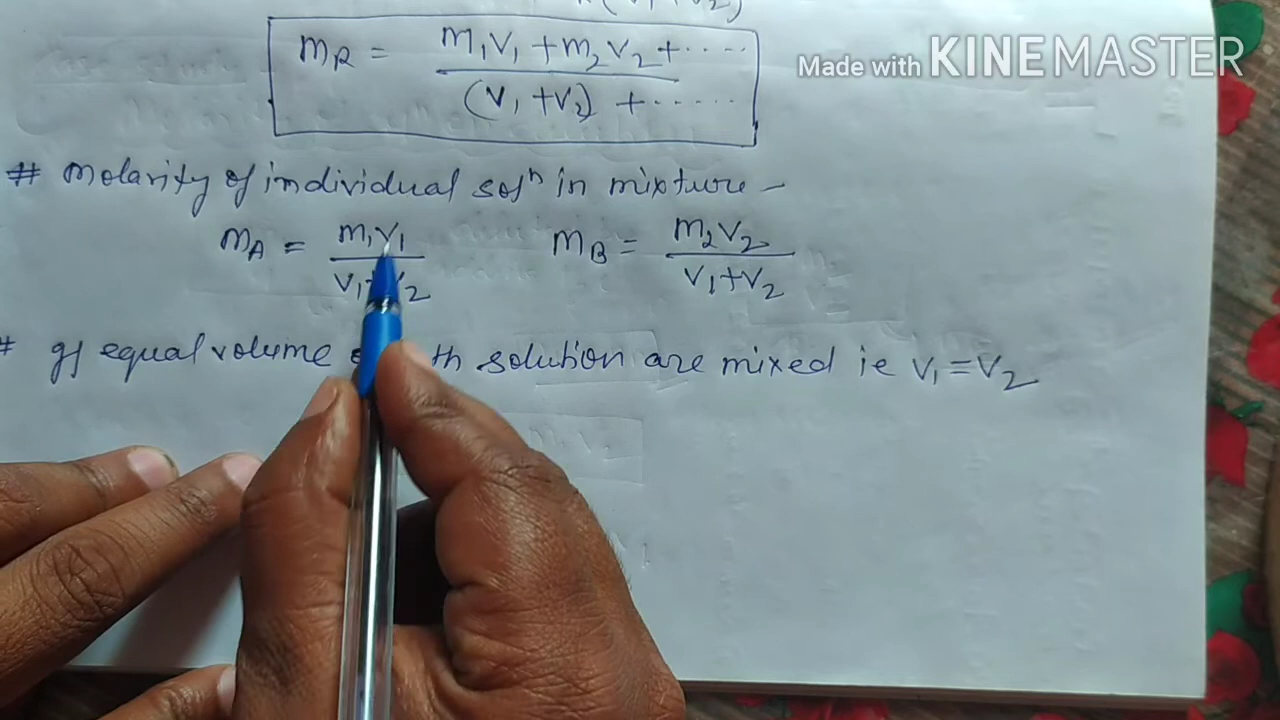 Made with KINEMASTER
MR = M1V1 + M2V2 + .....
(V1 + V2) + ......
# Molarity of individual solⁿ in mixture -
MA = M1V1 / V1+V2 MB = M2V2 / V1+V2
# If equal volume solution are mixed ie V1 = V2